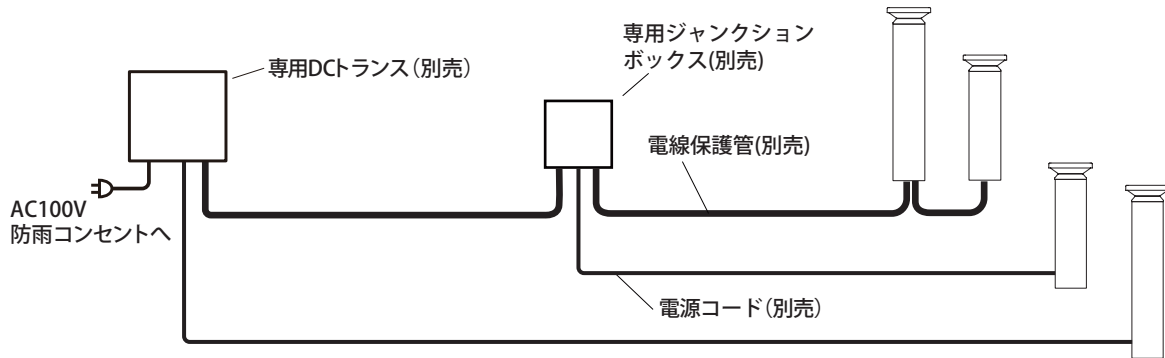 専用DCトランス（別売）
専用ジャンクション
ボックス(別売)
電線保護管(別売)
AC100V
防雨コンセントへ
電源コード（別売）